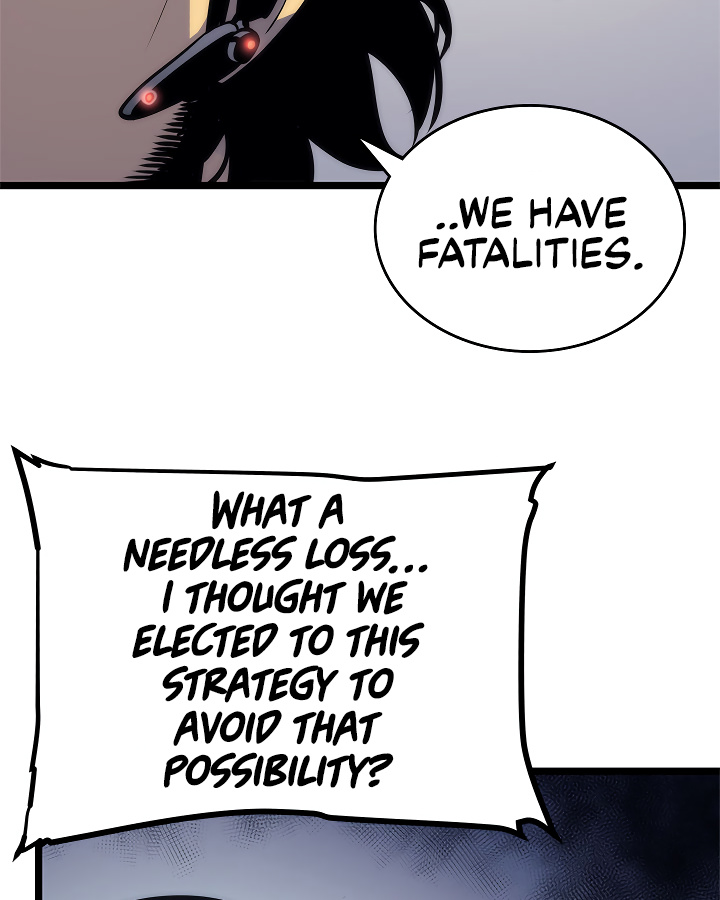 ..WE HAVE
FATALITIES.
WHAT A
NEEDLESS LOSS...
I THOUGHT WE
ELECTED TO THIS
STRATEGY TO
AVOID THAT
POSSIBILITY?